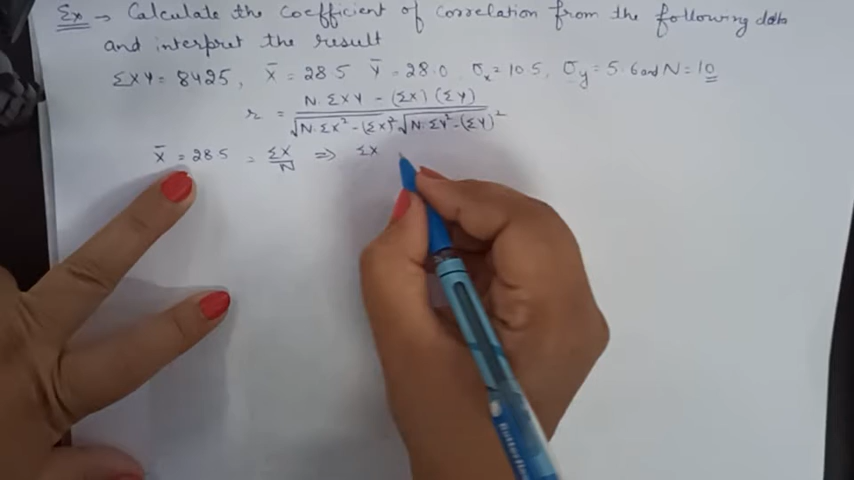 Ex → Calculate the coefficient of correlation from the following data
and interpret the result
ΣXY = 8425, X̄ = 28.5 Ȳ = 28.0 σx = 10.5, σy = 5.6 and N = 10
r = N·ΣXY - (ΣX)(ΣY) / √N·ΣX² - (ΣX)² √N·ΣY² - (ΣY)²
X̄ = 28.5 = ΣX/N ⇒ ΣX
Butterflow